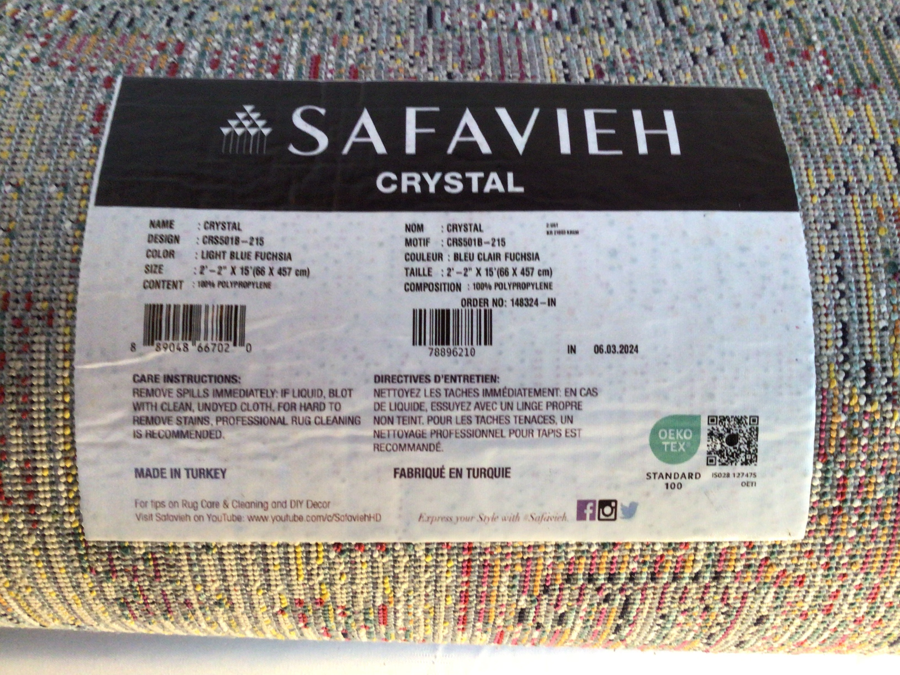 SAFAVIEH
CRYSTAL
NAME : CRYSTAL
DESIGN : CRS501B-215
COLOR : LIGHT BLUE FUCHSIA
SIZE : 2'-2" X 15'(66 X 457 cm)
CONTENT : 100% POLYPROPYLENE
NOM : CRYSTAL
MOTIF : CRS501B-215
COULEUR : BLEU CLAIR FUCHSIA
TAILLE : 2'-2" X 15'(66 X 457 cm)
COMPOSITION : 100% POLYPROPYLENE
ORDER NO: 148324-IN
8 89048 66702 0
78896210
IN 06.03.2024
CARE INSTRUCTIONS:
REMOVE SPILLS IMMEDIATELY: IF LIQUID, BLOT
WITH CLEAN, UNDYED CLOTH. FOR HARD TO
REMOVE STAINS, PROFESSIONAL RUG CLEANING
IS RECOMMENDED.
DIRECTIVES D'ENTRETIEN:
NETTOYEZ LES TACHES IMMÉDIATEMENT. EN CAS
DE LIQUIDE, ESSUYEZ AVEC UN LINGE PROPRE
NON TEINT. POUR LES TACHES TENACES, UN
NETTOYAGE PROFESSIONNEL POUR TAPIS EST
RECOMMANDÉ.
OEKO
TEX®
STANDARD
100
IS028 127475
OETI
MADE IN TURKEY
FABRIQUÉ EN TURQUIE
For tips on Rug Care & Cleaning and DIY Decor
Visit Safavieh on YouTube: www.youtube.com/c/SafaviehHD
Express your Style with #Safavieh